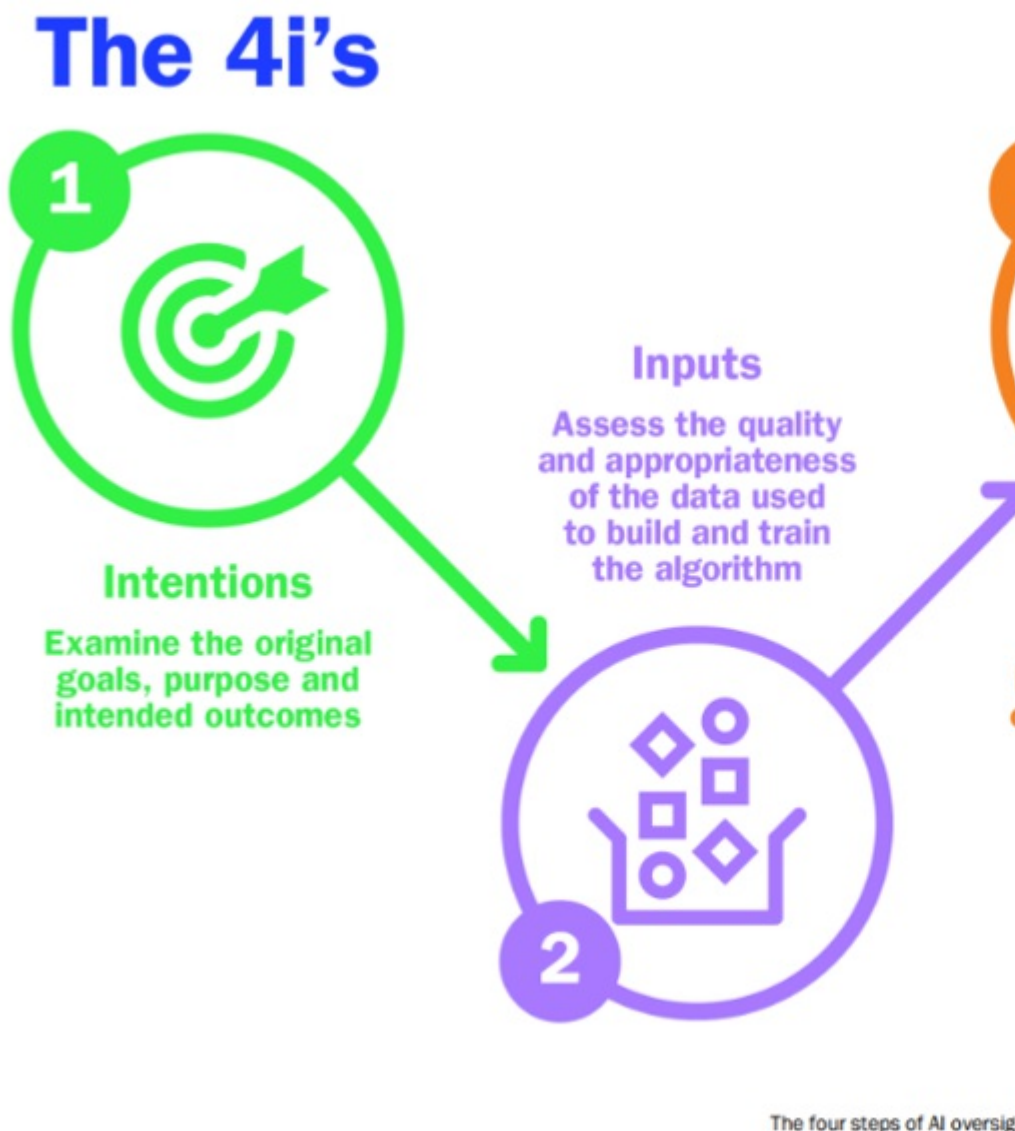 The 4i's
1
Intentions
Examine the original
goals, purpose and
intended outcomes
Inputs
Assess the quality
and appropriateness
of the data used
to build and train
the algorithm
2
The four steps of AI